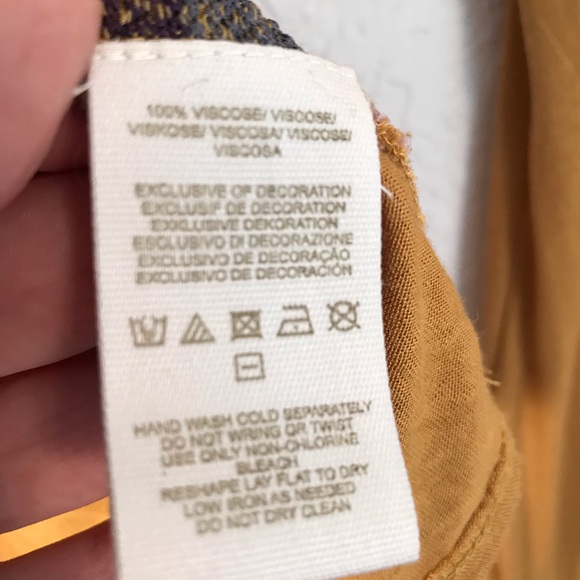 100% VISCOSE/ VISCOSE/
VISKOSE/ VISCOSA/ VISCOSE/
VISCOSA
EXCLUSIVE OF DECORATION
EXCLUSIF DE DECORATION
EXKLUSIVE DEKORATION
ESCLUSIVO DI DECORAZIONE
EXCLUSIVO DE DECORAÇÃO
EXCLUSIVO DE DECORACIÓN
HAND WASH COLD SEPARATELY
DO NOT WRING OR TWIST
USE ONLY NON-CHLORINE
BLEACH
RESHAPE LAY FLAT TO DRY
LOW IRON AS NEEDED
DO NOT DRY CLEAN